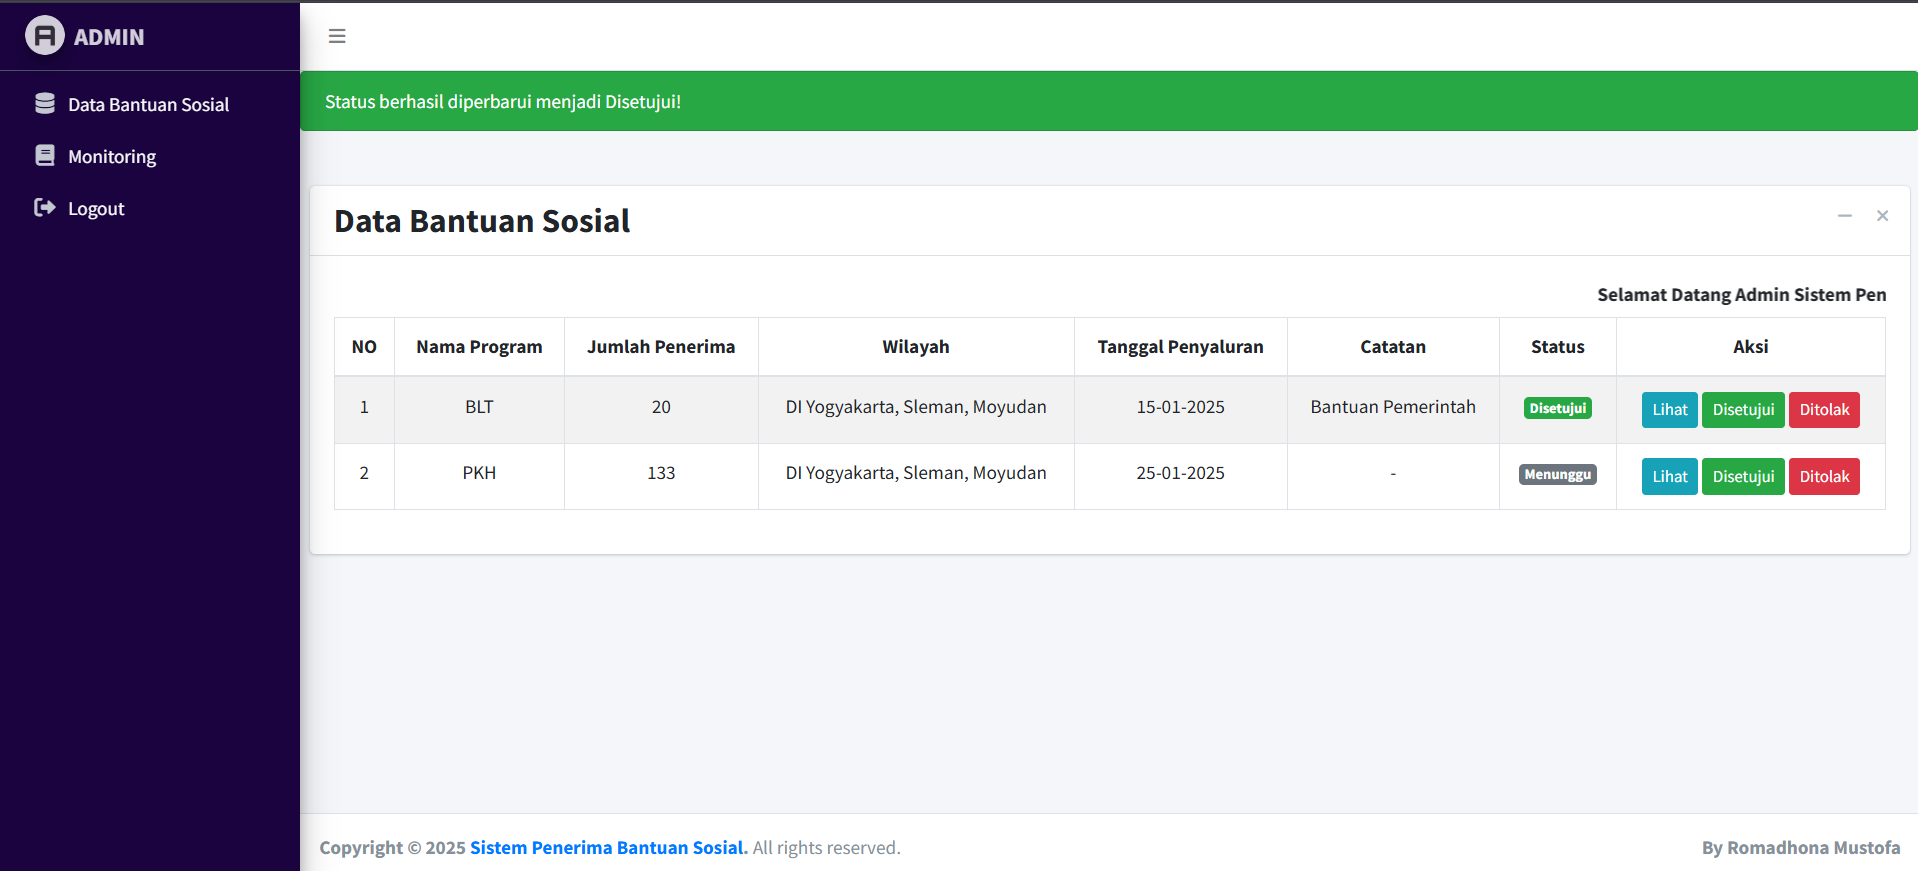 ADMIN
Data Bantuan Sosial
Monitoring
Logout
Status berhasil diperbarui menjadi Disetujui!
Data Bantuan Sosial
Selamat Datang Admin Sistem Pen
NO Nama Program Jumlah Penerima Wilayah Tanggal Penyaluran Catatan Status Aksi
1 BLT 20 DI Yogyakarta, Sleman, Moyudan 15-01-2025 Bantuan Pemerintah Disetujui Lihat Disetujui Ditolak
2 PKH 133 DI Yogyakarta, Sleman, Moyudan 25-01-2025 - Menunggu Lihat Disetujui Ditolak
Copyright © 2025 Sistem Penerima Bantuan Sosial. All rights reserved. By Romadhona Mustofa